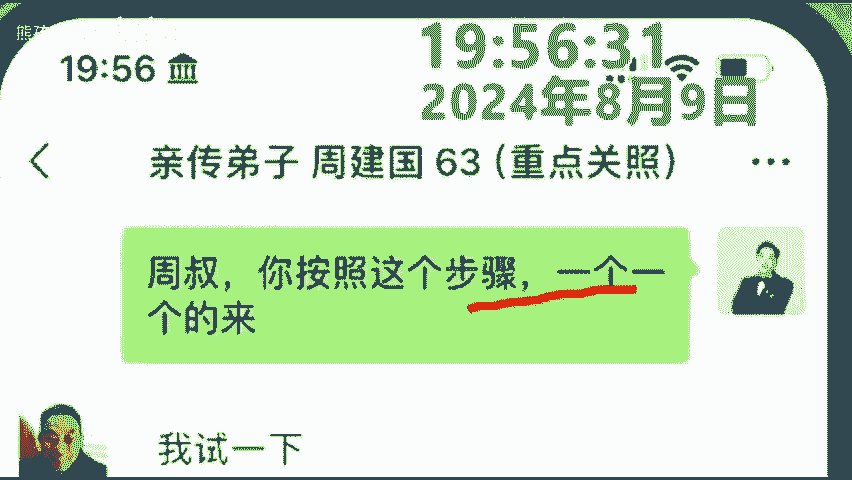 熊孩
19:56
19:56:31
2024年8月9日
亲传弟子 周建国 63（重点关照）
周叔，你按照这个步骤，一个一
个的来
我试一下